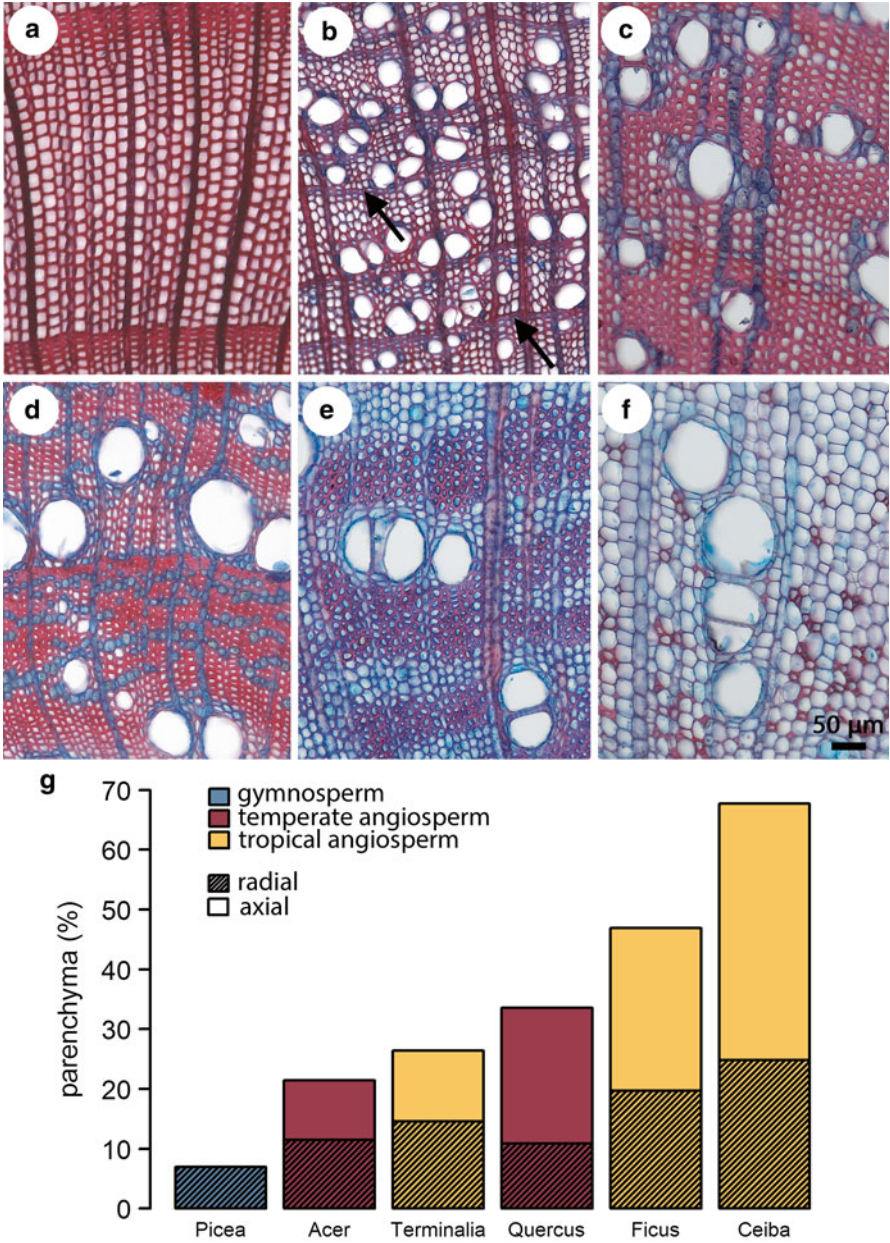 a
b
c
d
e
f
50 µm
g
70
60
50
40
30
20
10
0
parenchyma (%)
gymnosperm
temperate angiosperm
tropical angiosperm
radial
axial
Picea Acer Terminalia Quercus Ficus Ceiba